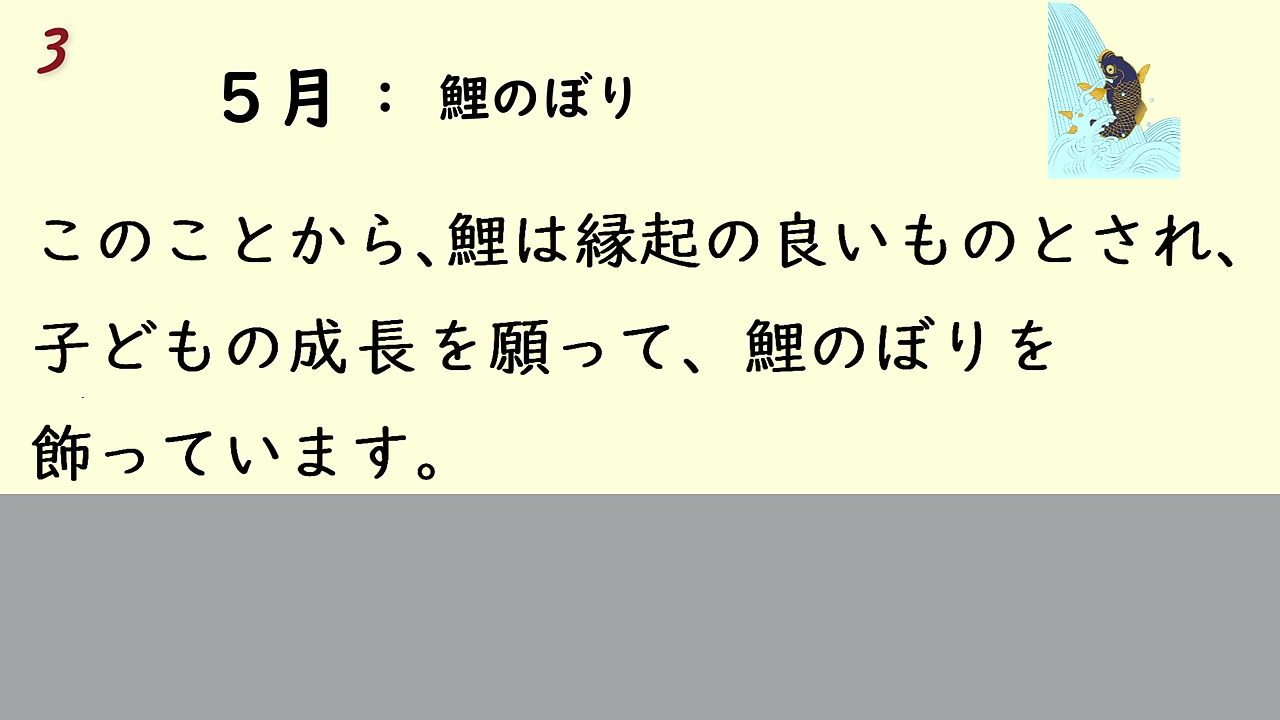 3
５月 ： 鯉のぼり
このことから、鯉は縁起の良いものとされ、
子どもの成長を願って、鯉のぼりを
飾っています。